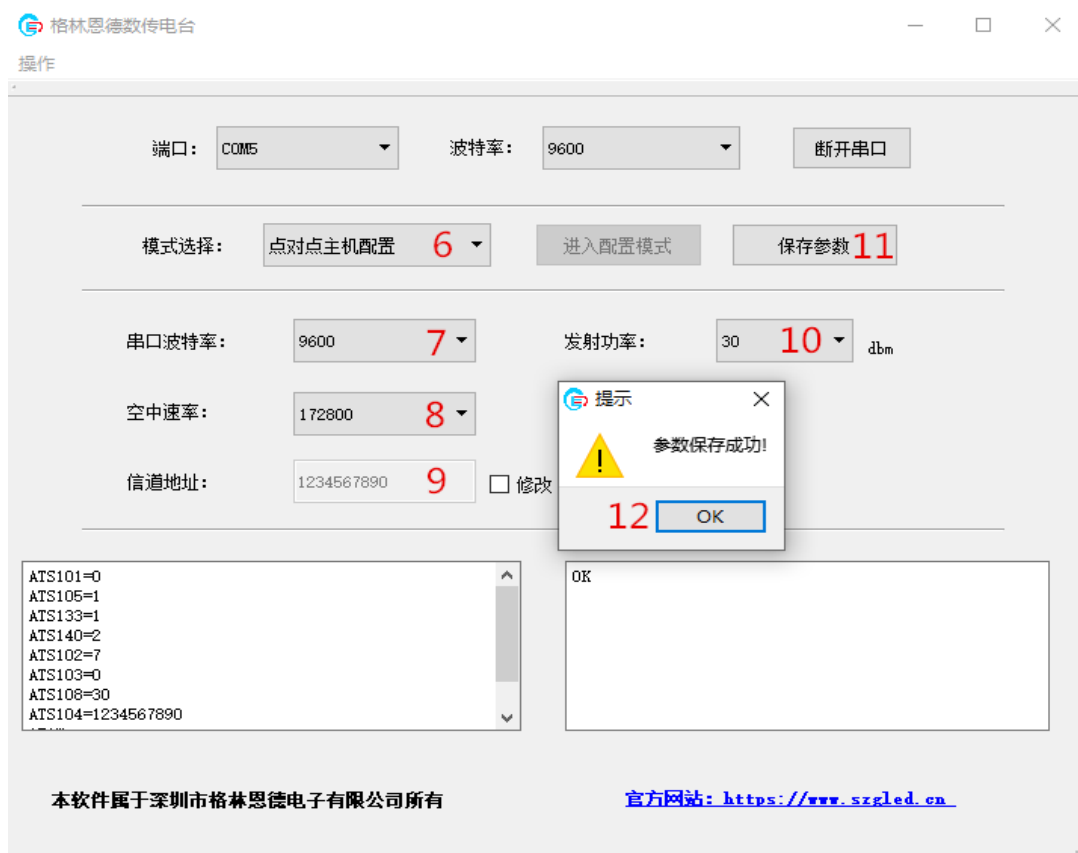 格林恩德数传电台
操作
端口： COM5 波特率： 9600 断开串口
模式选择： 点对点主机配置 6 进入配置模式 保存参数 11
串口波特率： 9600 7 发射功率： 30 10 dbm
空中速率： 172800 8
信道地址： 1234567890 9 修改
提示
参数保存成功!
12 OK
ATS101=0
ATS105=1
ATS133=1
ATS140=2
ATS102=7
ATS103=0
ATS108=30
ATS104=1234567890
OK
本软件属于深圳市格林恩德电子有限公司所有
官方网站：https://www.szgled.cn